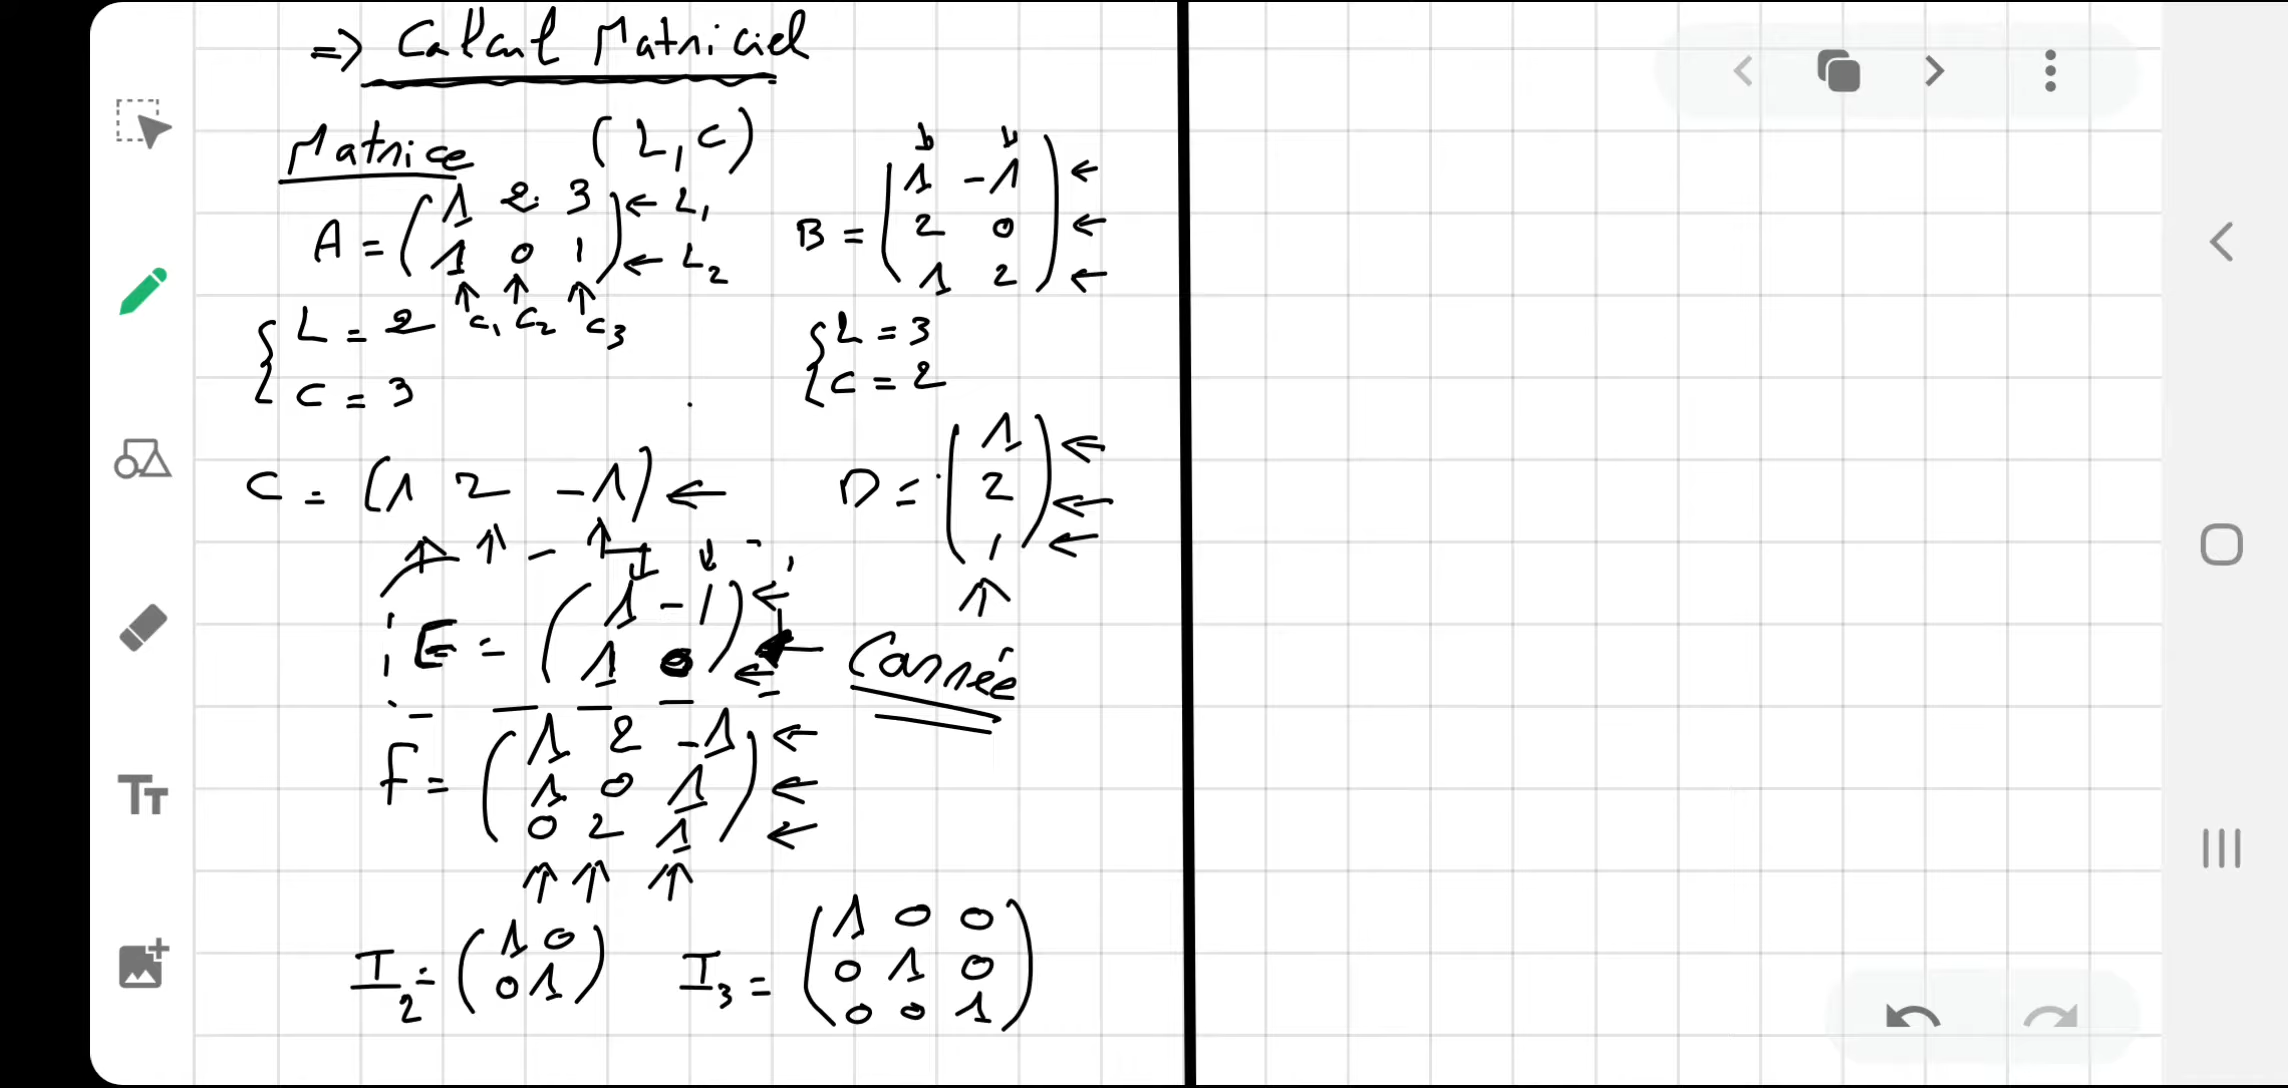 => Calcul Matriciel
Matrice (L, C)
A = (1 2 3) ← L1
(1 0 1) ← L2
↑ ↑ ↑
C1 C2 C3
{ L = 2
C = 3
B = (1 -1) ←
(2 0) ←
(1 2) ←
{ L = 3
C = 2
C = (1 2 -1) ←
↑ ↑ ↑
D = (1) ←
(2) ←
(1) ←
↑
E = (1 -1) ←
(1 0) ←
Carrée
F = (1 2 -1) ←
(1 0 1) ←
(0 2 1) ←
↑ ↑ ↑
I2 = (1 0)
(0 1)
I3 = (1 0 0)
(0 1 0)
(0 0 1)
Tт